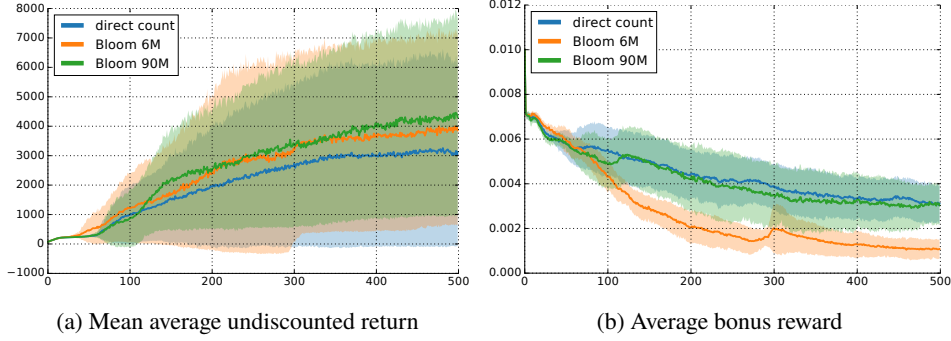 8000
7000
6000
5000
4000
3000
2000
1000
0
−1000
0 100 200 300 400 500
direct count
Bloom 6M
Bloom 90M
(a) Mean average undiscounted return
0.012
0.010
0.008
0.006
0.004
0.002
0.000
0 100 200 300 400 500
direct count
Bloom 6M
Bloom 90M
(b) Average bonus reward